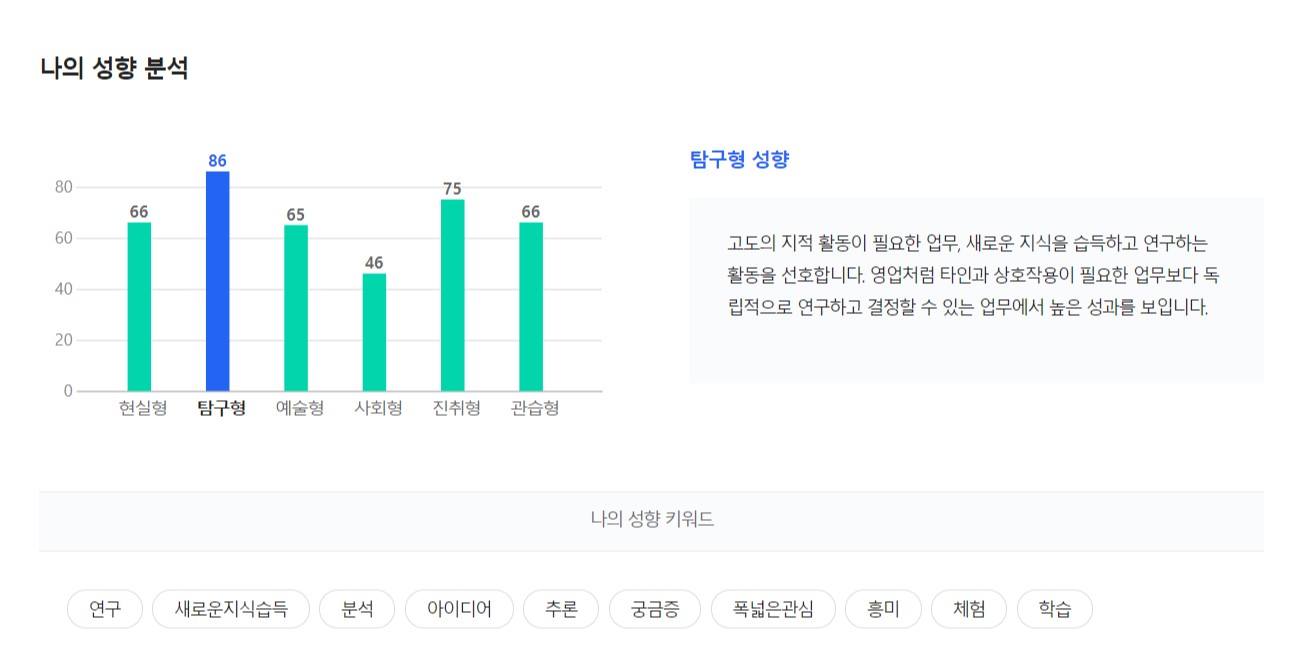 나의 성향 분석
86
80
66
65
75
66
60
46
40
20
0
현실형 탐구형 예술형 사회형 진취형 관습형
탐구형 성향
고도의 지적 활동이 필요한 업무, 새로운 지식을 습득하고 연구하는
활동을 선호합니다. 영업처럼 타인과 상호작용이 필요한 업무보다 독
립적으로 연구하고 결정할 수 있는 업무에서 높은 성과를 보입니다.
나의 성향 키워드
연구 새로운지식습득 분석 아이디어 추론 궁금증 폭넓은관심 흥미 체험 학습